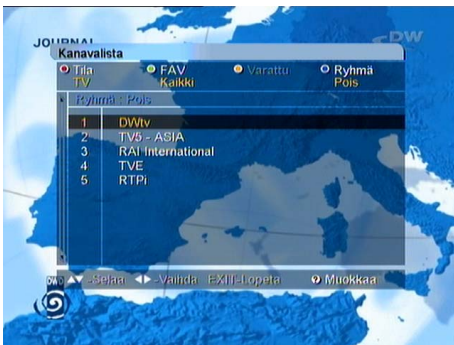 JOURNAL
DW
Kanavalista
Tila FAV Varattu Ryhmä
TV Kaikki Pois
Ryhmä : Pois
1 DWtv
2 TV5 - ASIA
3 RAI International
4 TVE
5 RTPi
-Selaa -Vaihda EXIT-Lopeta ? Muokkaa